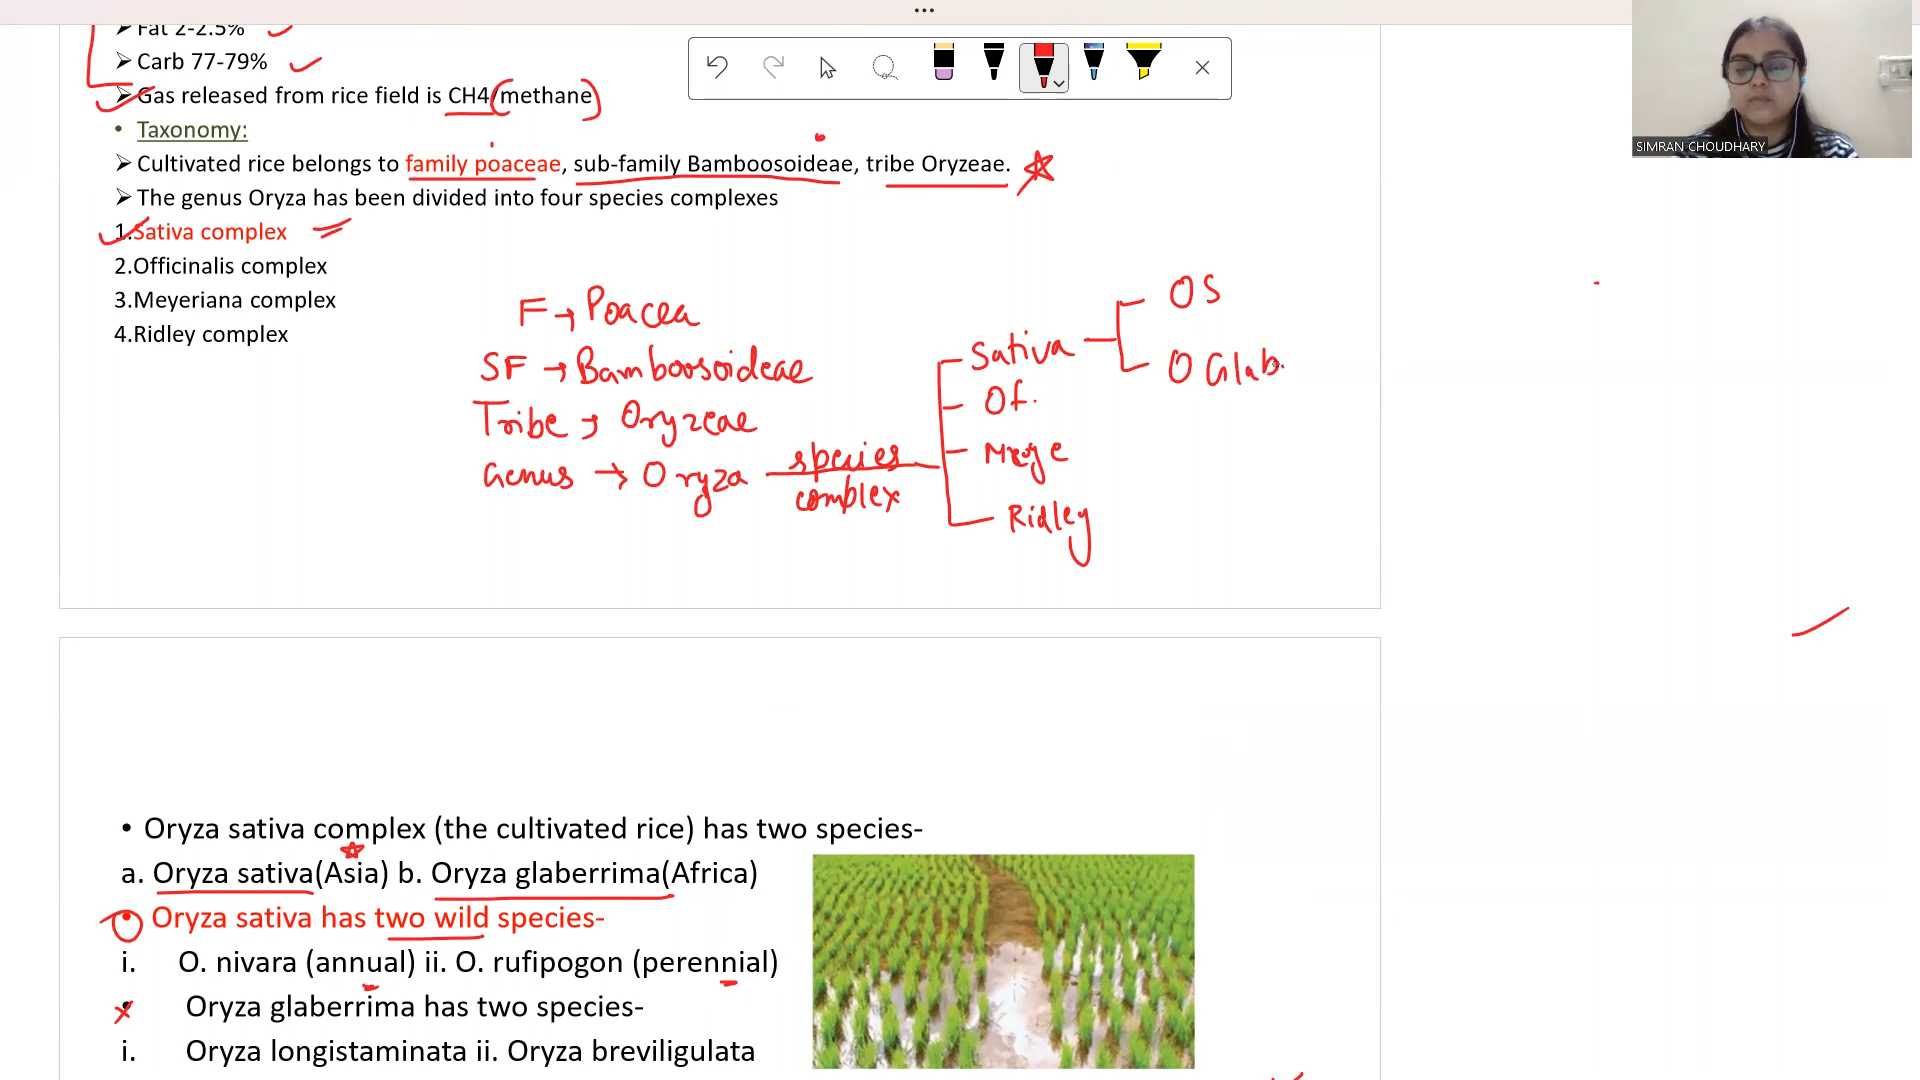 ➢ Fat 2-2.5%
➢ Carb 77-79%
➢ Gas released from rice field is CH4/methane
• Taxonomy:
➢ Cultivated rice belongs to family poaceae, sub-family Bamboosoideae, tribe Oryzeae.
➢ The genus Oryza has been divided into four species complexes
1.Sativa complex
2.Officinalis complex
3.Meyeriana complex
4.Ridley complex
F → Poacea
SF → Bamboosoideae
Tribe → Oryzeae
Genus → Oryza
species
complex
Sativa
Of.
Meye
Ridley
OS
O Glab.
SIMRAN CHOUDHARY
• Oryza sativa complex (the cultivated rice) has two species-
a. Oryza sativa(Asia) b. Oryza glaberrima(Africa)
• Oryza sativa has two wild species-
i. O. nivara (annual) ii. O. rufipogon (perennial)
• Oryza glaberrima has two species-
i. Oryza longistaminata ii. Oryza breviligulata